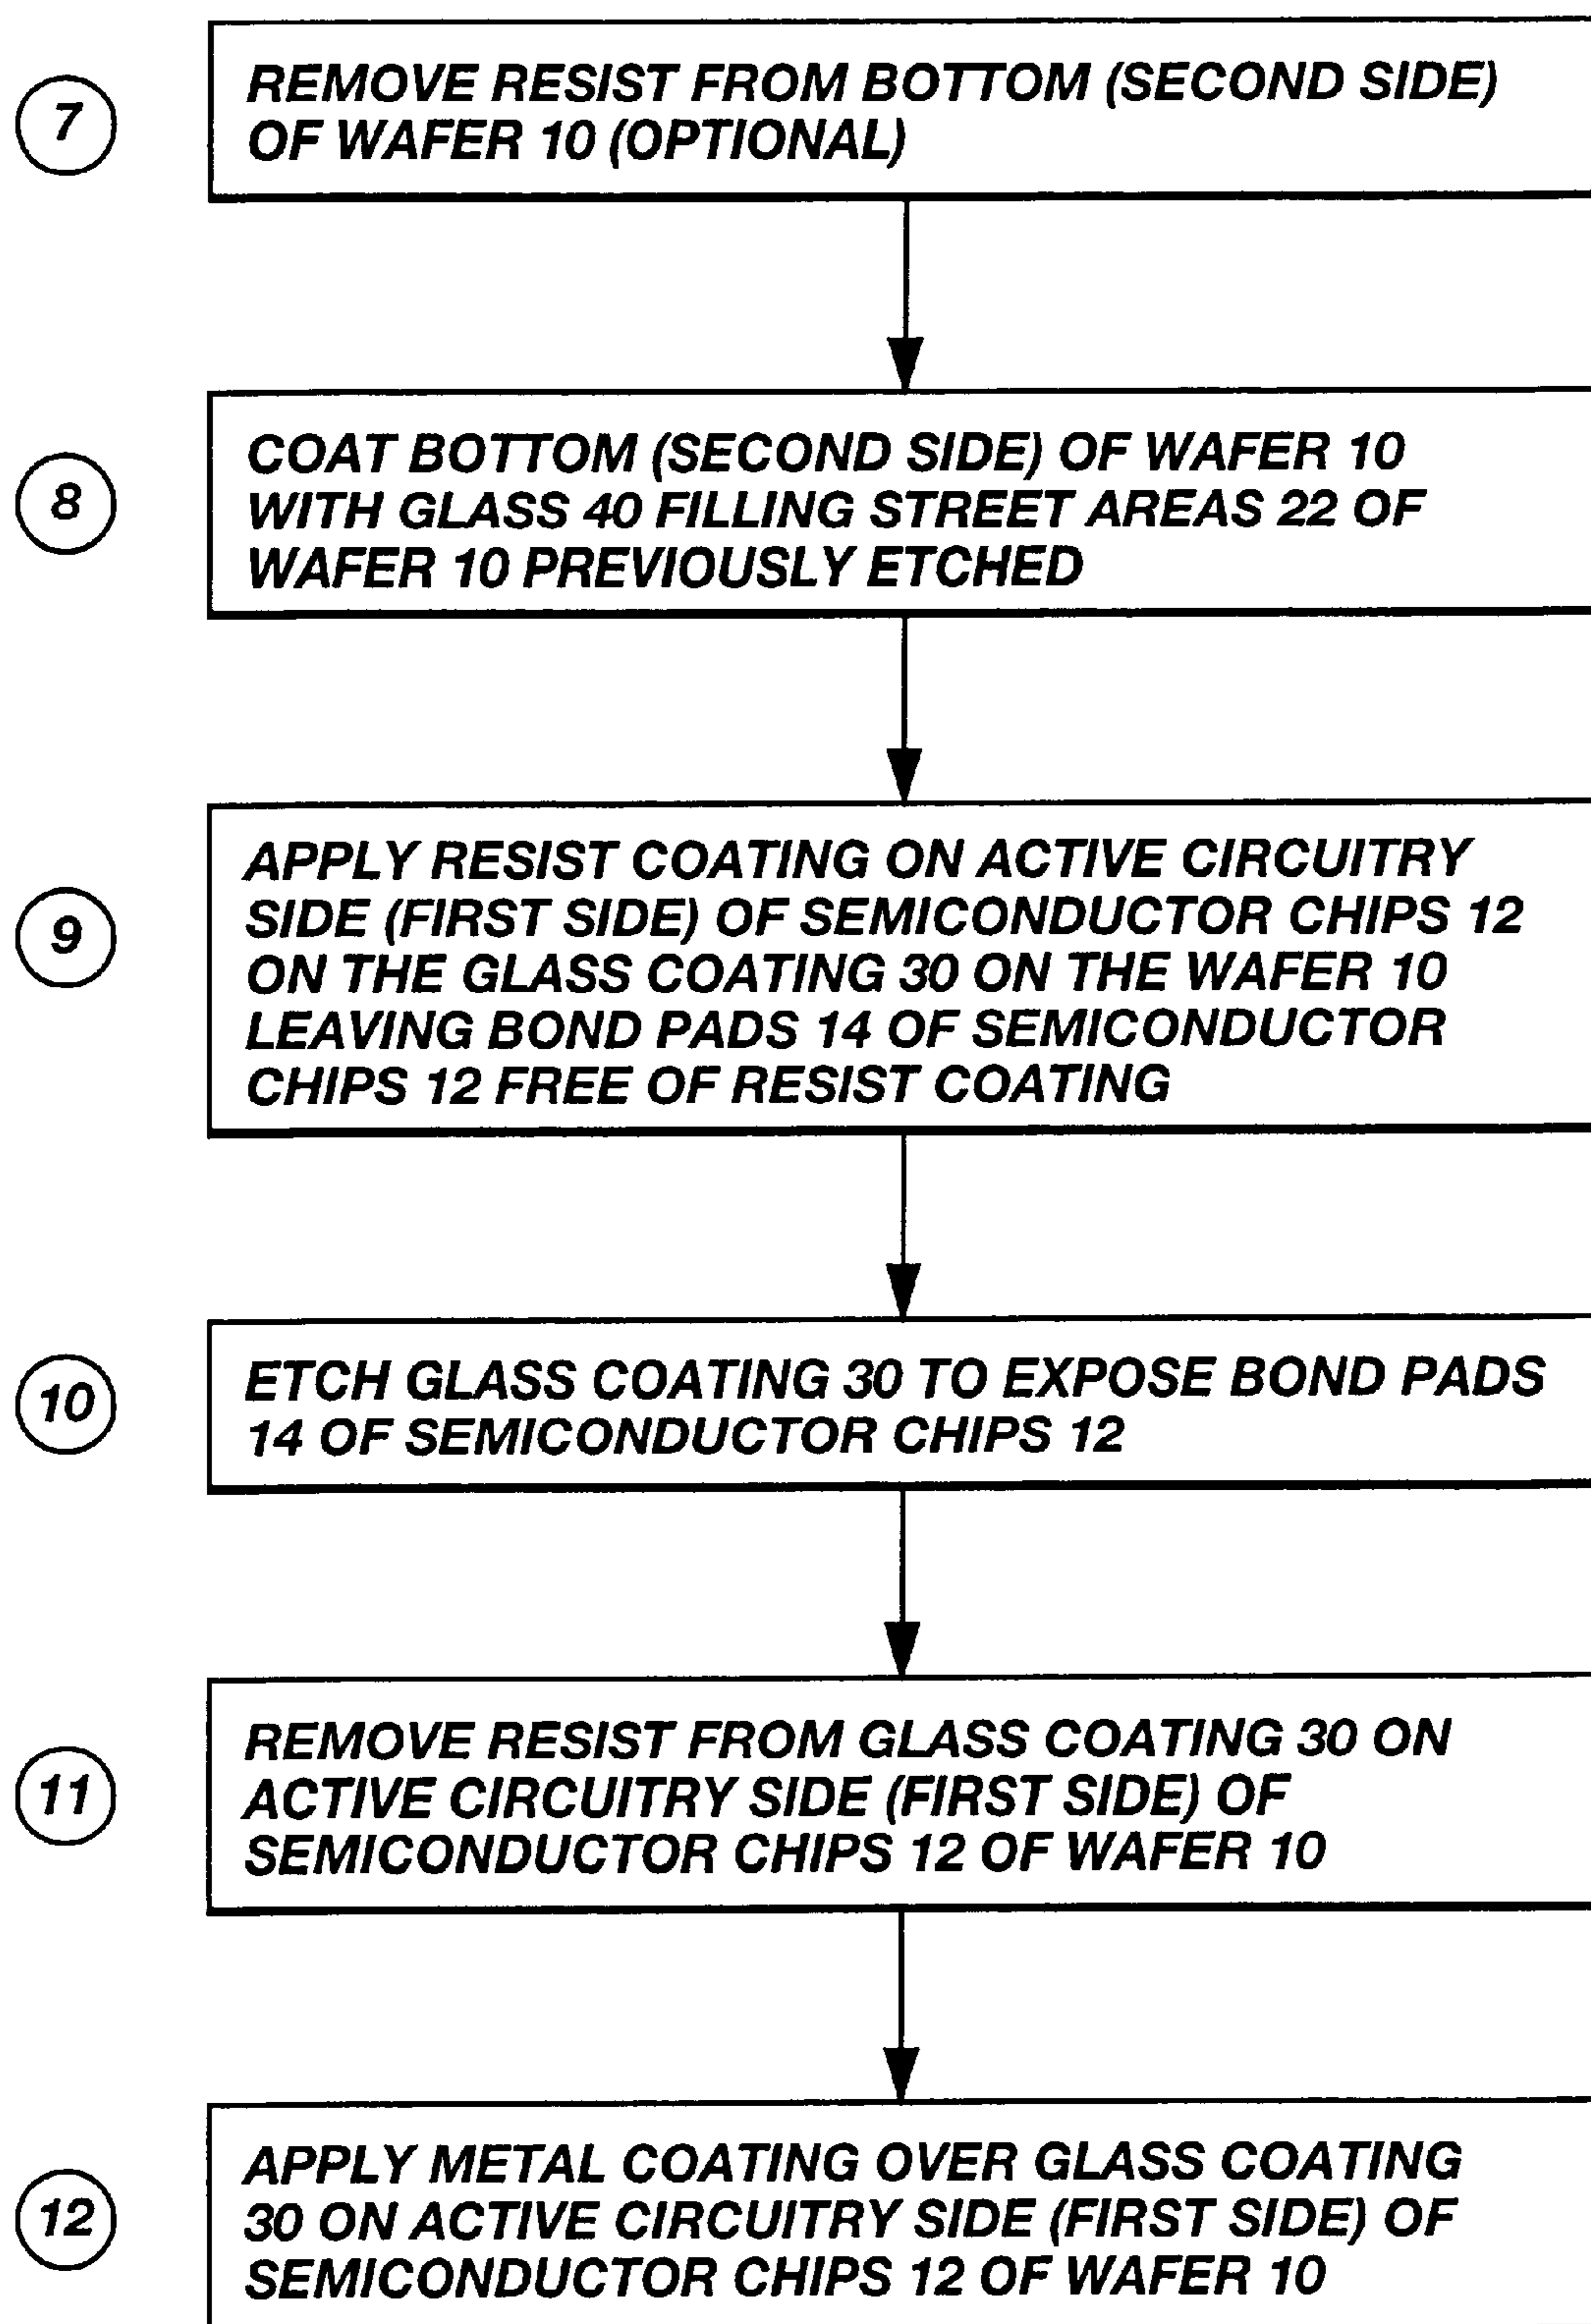 7
REMOVE RESIST FROM BOTTOM (SECOND SIDE)
OF WAFER 10 (OPTIONAL)
8
COAT BOTTOM (SECOND SIDE) OF WAFER 10
WITH GLASS 40 FILLING STREET AREAS 22 OF
WAFER 10 PREVIOUSLY ETCHED
9
APPLY RESIST COATING ON ACTIVE CIRCUITRY
SIDE (FIRST SIDE) OF SEMICONDUCTOR CHIPS 12
ON THE GLASS COATING 30 ON THE WAFER 10
LEAVING BOND PADS 14 OF SEMICONDUCTOR
CHIPS 12 FREE OF RESIST COATING
10
ETCH GLASS COATING 30 TO EXPOSE BOND PADS
14 OF SEMICONDUCTOR CHIPS 12
11
REMOVE RESIST FROM GLASS COATING 30 ON
ACTIVE CIRCUITRY SIDE (FIRST SIDE) OF
SEMICONDUCTOR CHIPS 12 OF WAFER 10
12
APPLY METAL COATING OVER GLASS COATING
30 ON ACTIVE CIRCUITRY SIDE (FIRST SIDE) OF
SEMICONDUCTOR CHIPS 12 OF WAFER 10